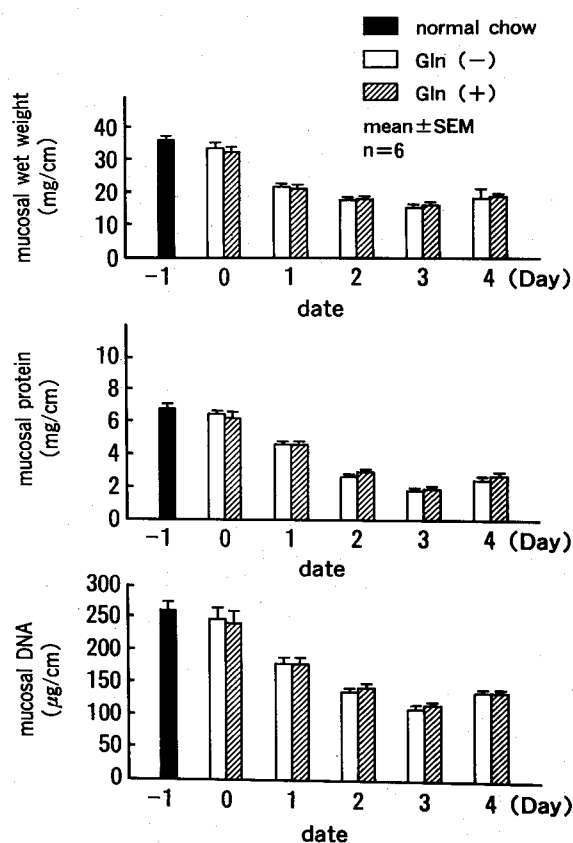 normal chow
Gln (−)
Gln (+)
mean±SEM
n=6
mucosal wet weight
(mg/cm)
40
30
20
10
0
−1 0 1 2 3 4 (Day)
date
mucosal protein
(mg/cm)
10
8
6
4
2
0
−1 0 1 2 3 4 (Day)
date
mucosal DNA
(μg/cm)
300
250
200
150
100
50
0
−1 0 1 2 3 4 (Day)
date